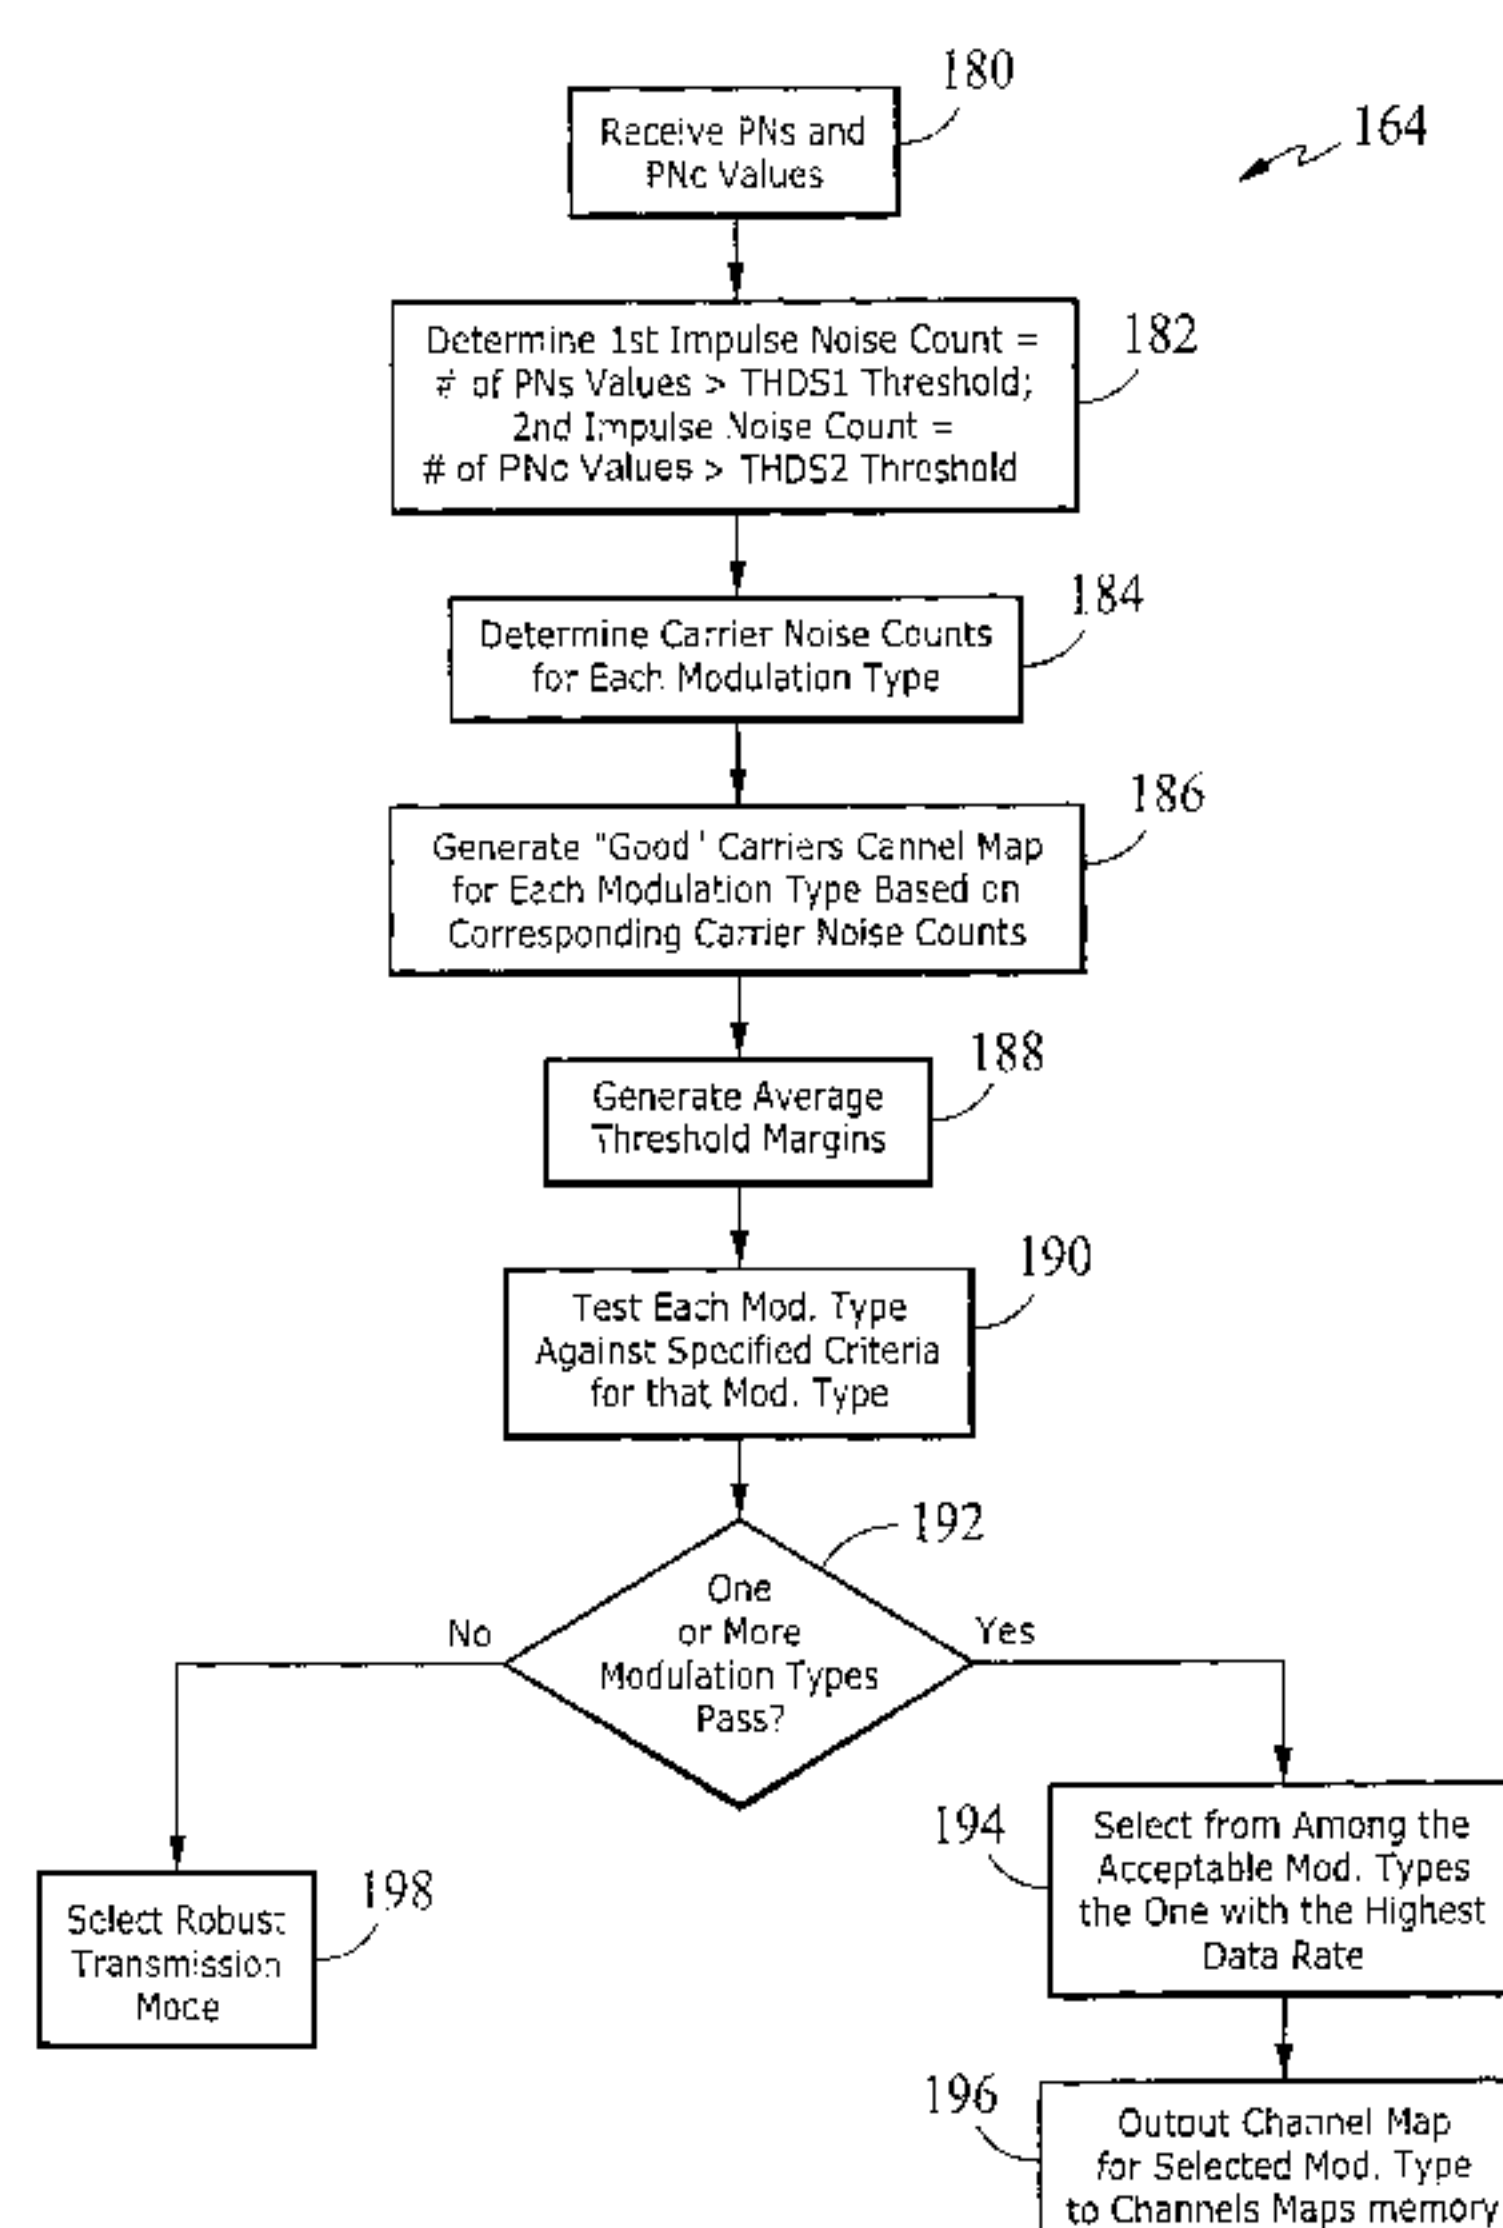 180
164
Receive PNs and
PNc Values
182
Determine 1st Impulse Noise Count =
# of PNs Values > THDS1 Threshold;
2nd Impulse Noise Count =
# of PNc Values > THDS2 Threshold
184
Determine Carrier Noise Counts
for Each Modulation Type
186
Generate "Good" Carriers Cannel Map
for Each Modulation Type Based on
Corresponding Carrier Noise Counts
188
Generate Average
Threshold Margins
190
Test Each Mod. Type
Against Specified Criteria
for that Mod. Type
192
One
or More
Modulation Types
Pass?
No
Yes
194
Select from Among the
Acceptable Mod. Types
the One with the Highest
Data Rate
198
Select Robust
Transmission
Mode
196
Output Channel Map
for Selected Mod. Type
to Channels Maps memory